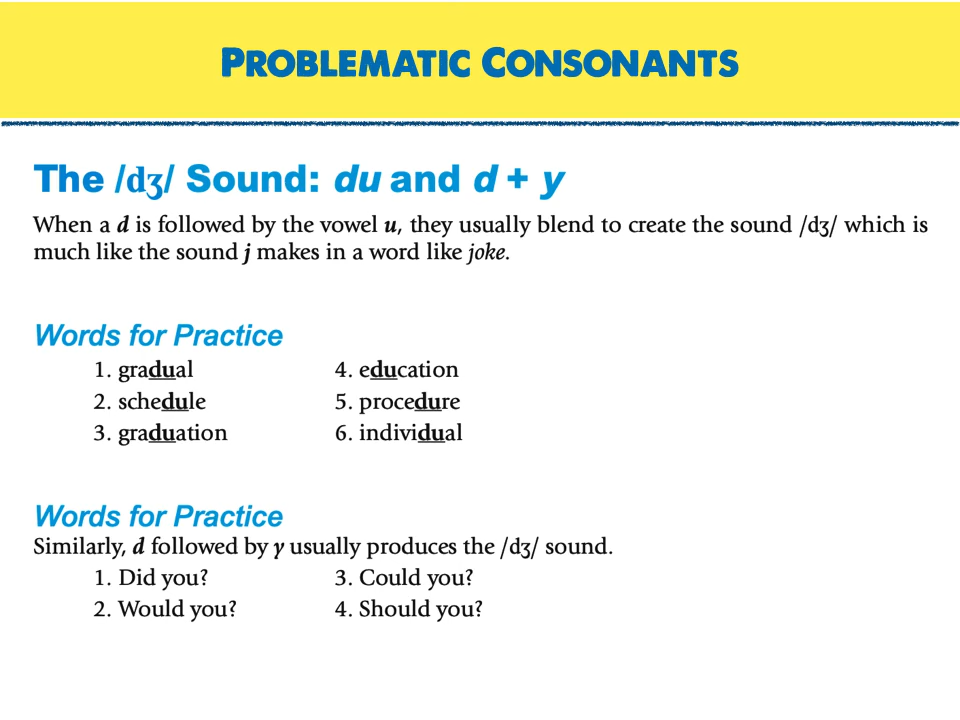 PROBLEMATIC CONSONANTS
The /dʒ/ Sound: du and d + y
When a d is followed by the vowel u, they usually blend to create the sound /dʒ/ which is
much like the sound j makes in a word like joke.
Words for Practice
1. gradual 4. education
2. schedule 5. procedure
3. graduation 6. individual
Words for Practice
Similarly, d followed by y usually produces the /dʒ/ sound.
1. Did you? 3. Could you?
2. Would you? 4. Should you?